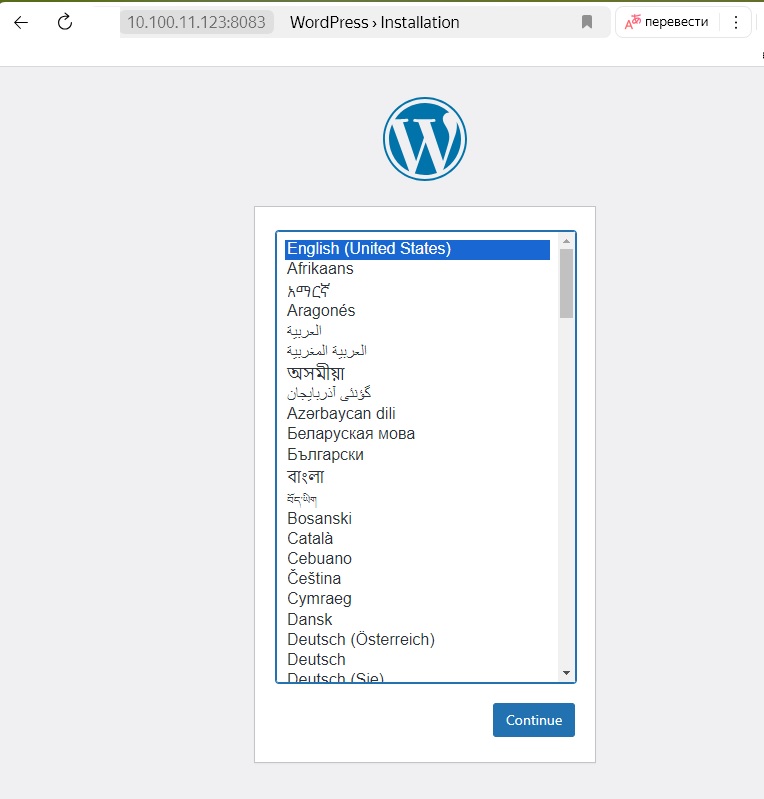 10.100.11.123:8083 WordPress › Installation перевести
English (United States)
Afrikaans
አማርኛ
Aragonés
العربية
العربية المغربية
অসমীয়া
گؤنئی آذربایجان
Azərbaycan dili
Беларуская мова
Български
বাংলা
བོད་ཡིག
Bosanski
Català
Cebuano
Čeština
Cymraeg
Dansk
Deutsch (Österreich)
Deutsch
Deutsch (Sie)
Continue